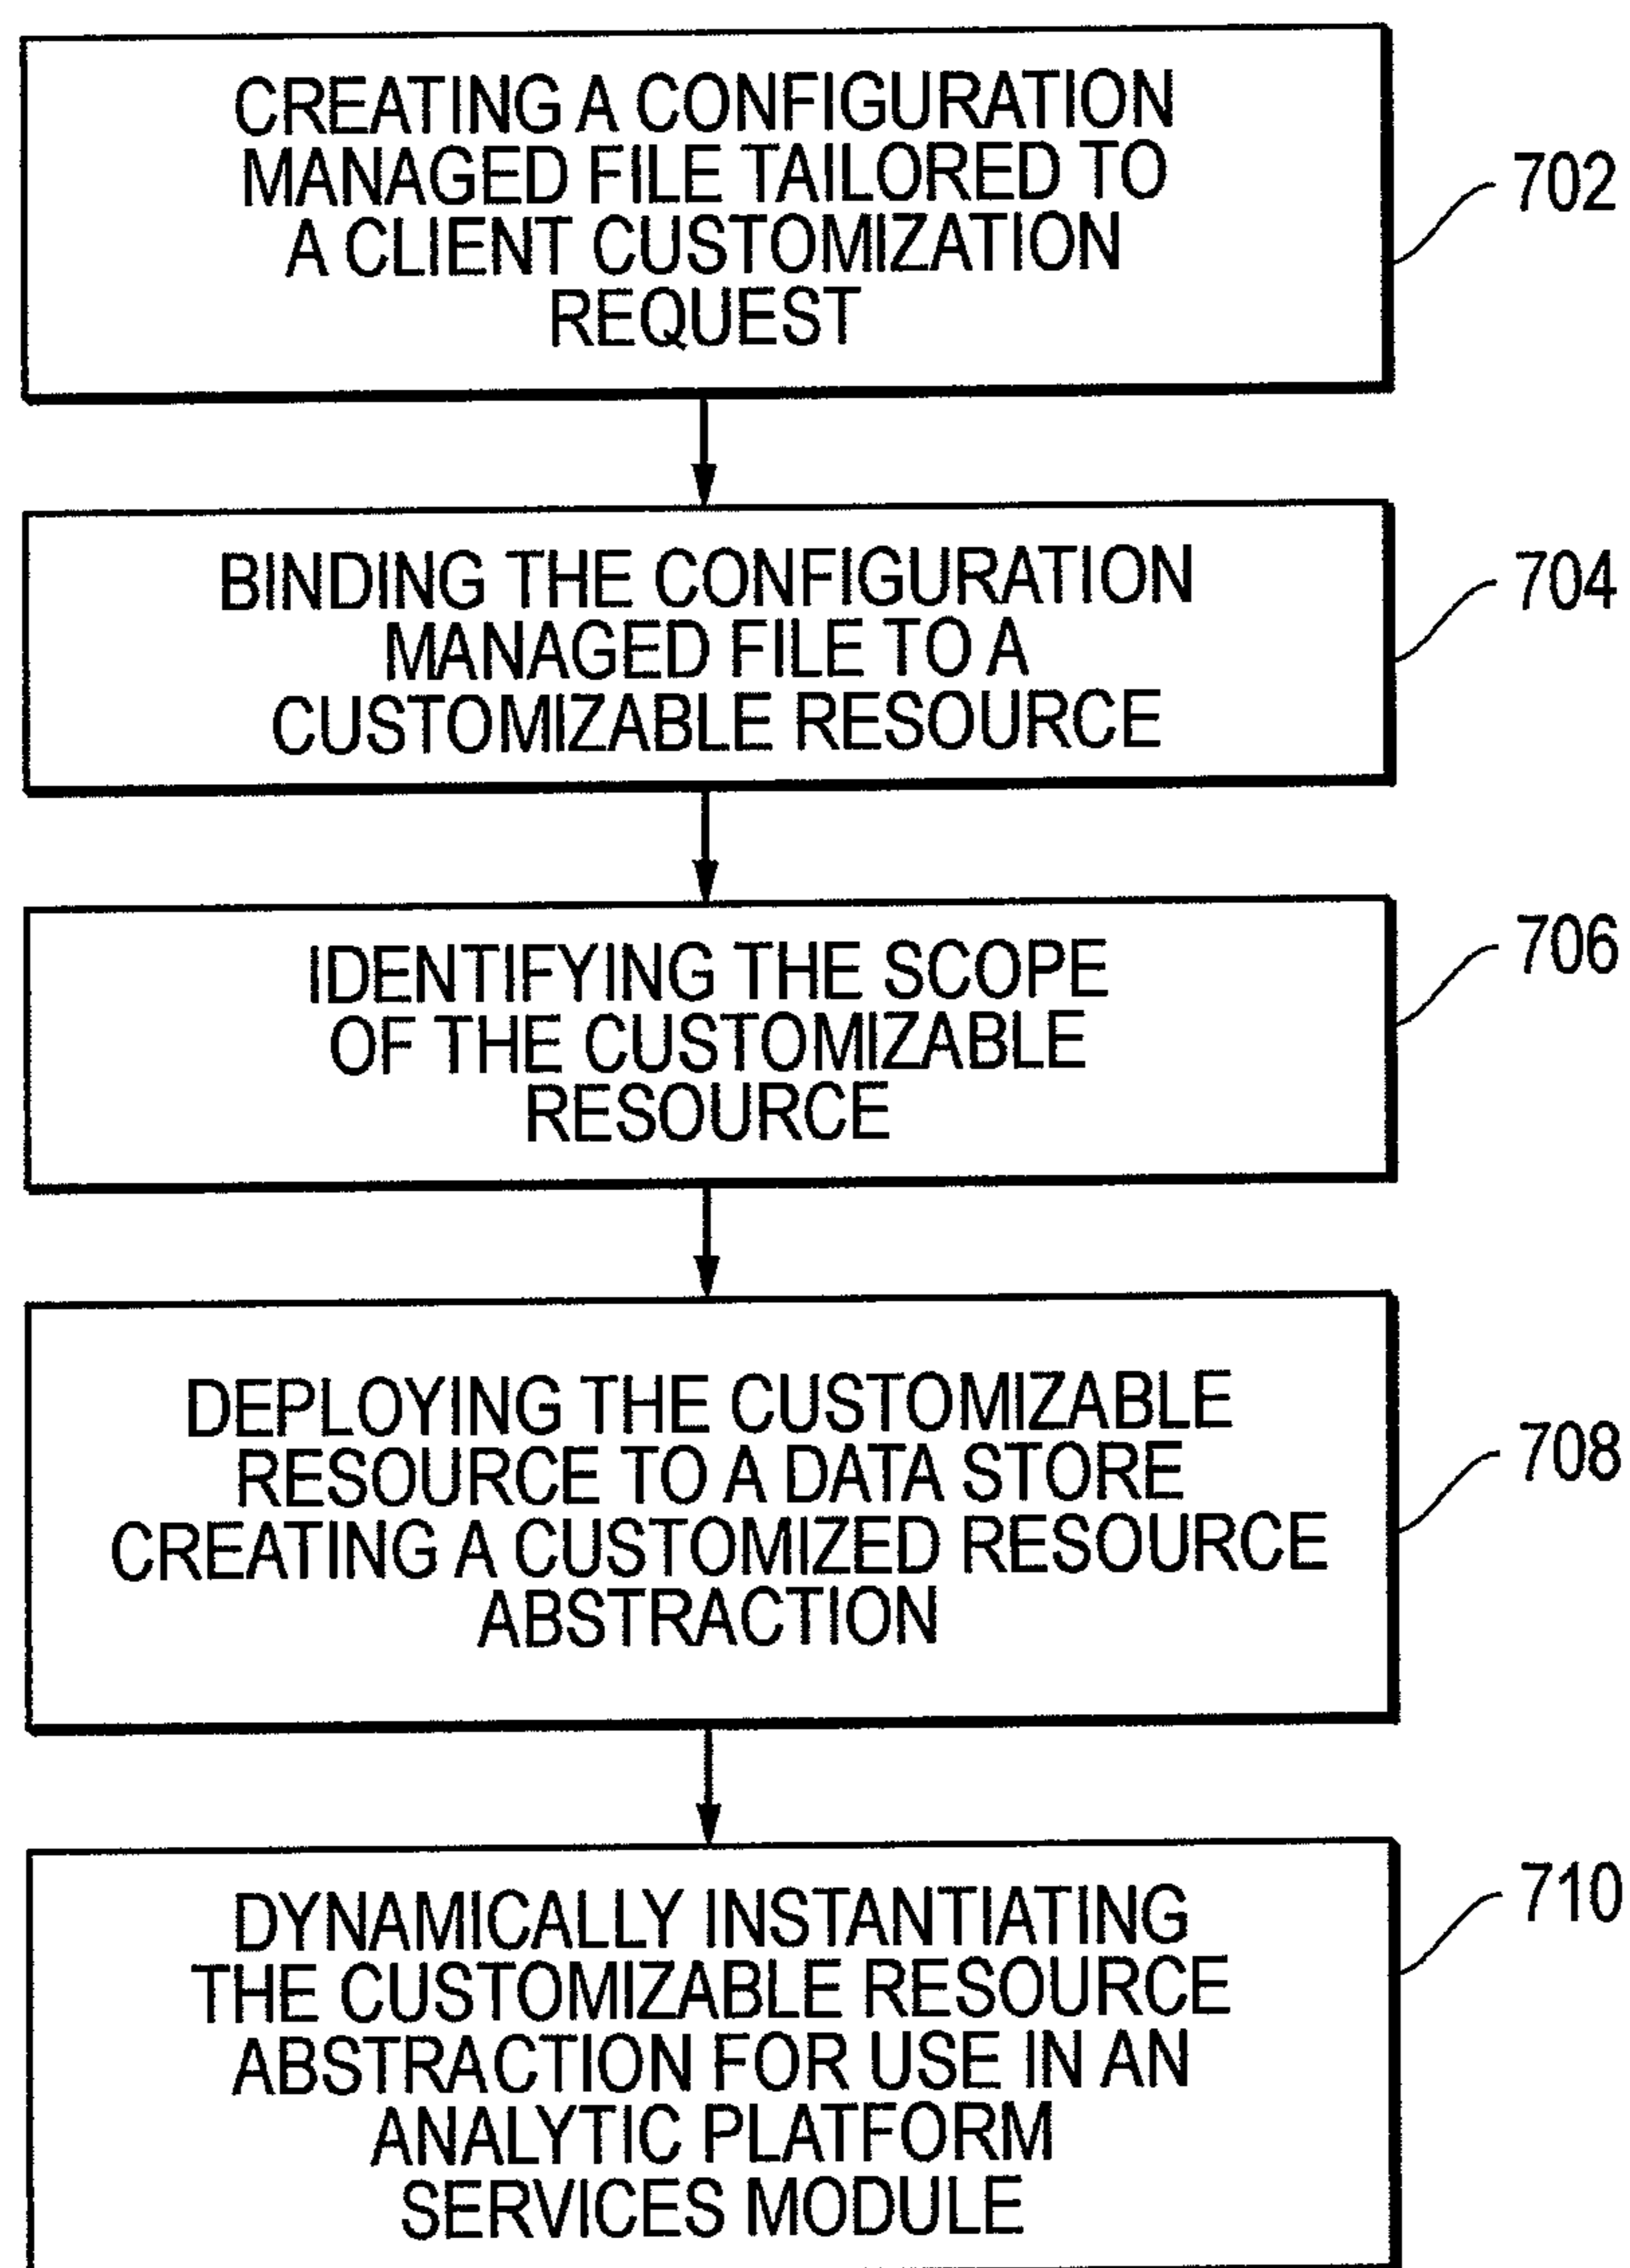 CREATING A CONFIGURATION
MANAGED FILE TAILORED TO
A CLIENT CUSTOMIZATION
REQUEST
702
BINDING THE CONFIGURATION
MANAGED FILE TO A
CUSTOMIZABLE RESOURCE
704
IDENTIFYING THE SCOPE
OF THE CUSTOMIZABLE
RESOURCE
706
DEPLOYING THE CUSTOMIZABLE
RESOURCE TO A DATA STORE
CREATING A CUSTOMIZED RESOURCE
ABSTRACTION
708
DYNAMICALLY INSTANTIATING
THE CUSTOMIZABLE RESOURCE
ABSTRACTION FOR USE IN AN
ANALYTIC PLATFORM
SERVICES MODULE
710